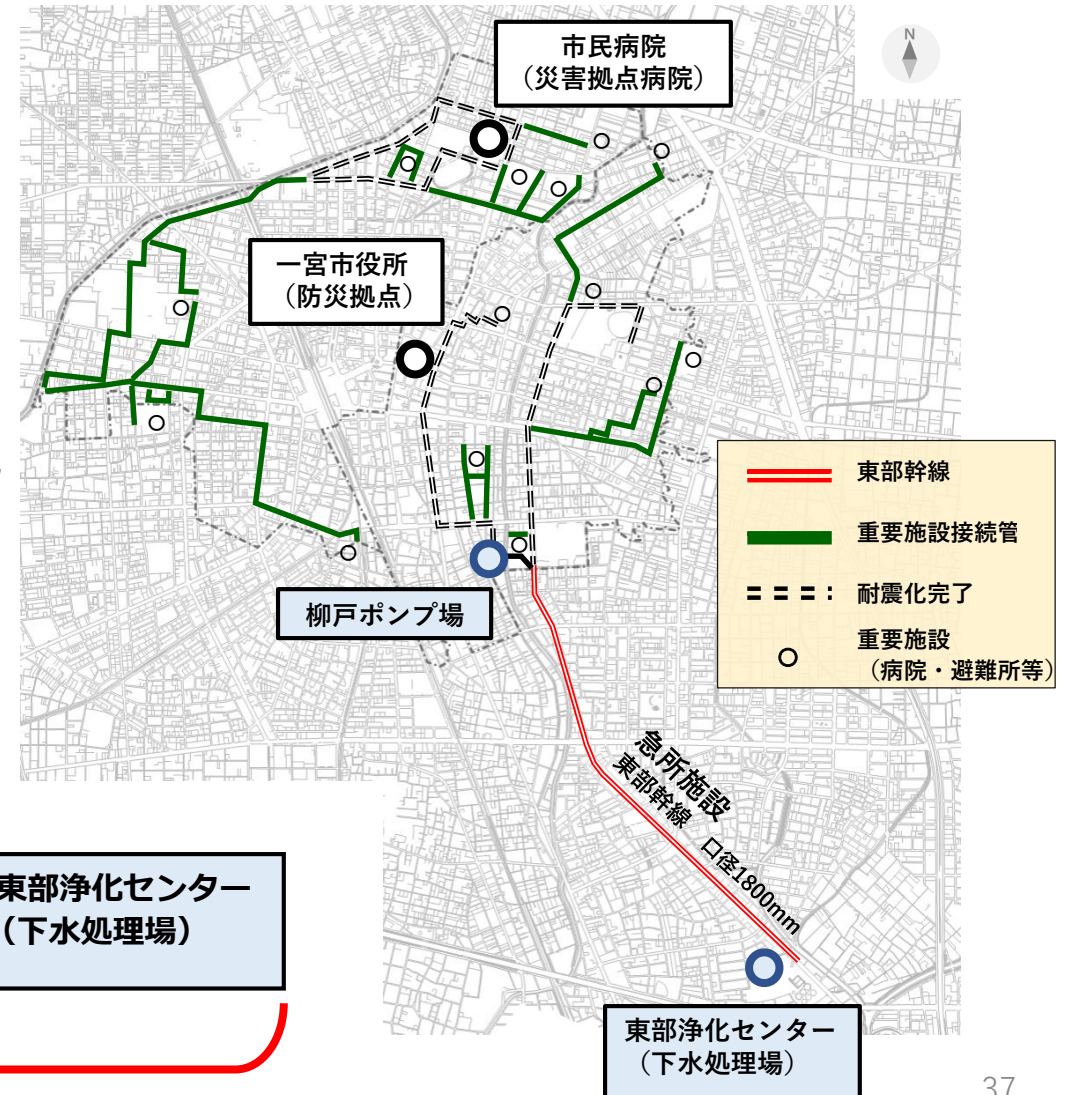 N
市民病院
（災害拠点病院）
一宮市役所
（防災拠点）
東部幹線
重要施設接続管
耐震化完了
重要施設
（病院・避難所等）
柳戸ポンプ場
急所施設
東部幹線　口径1800mm
東部浄化センター
（下水処理場）
東部浄化センター
（下水処理場）
37